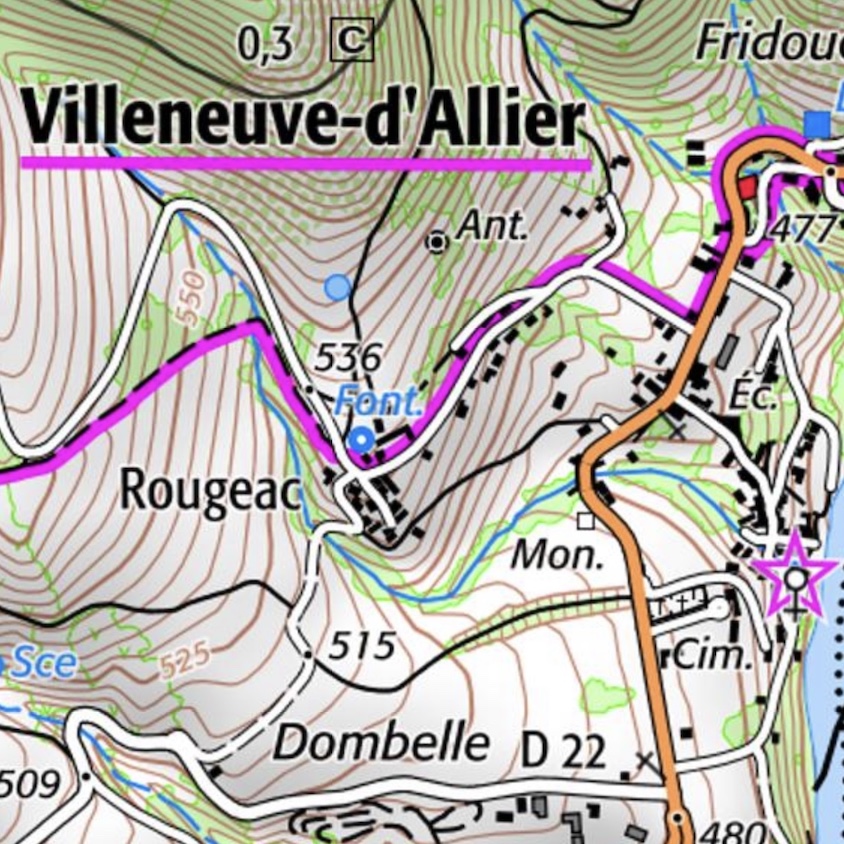 0,3 C
Fridou
Villeneuve-d'Allier
Ant.
477
550
536
Font.
Éc.
Rougeac
Mon.
515
Sce
525
Cim.
Dombelle
D 22
509
480